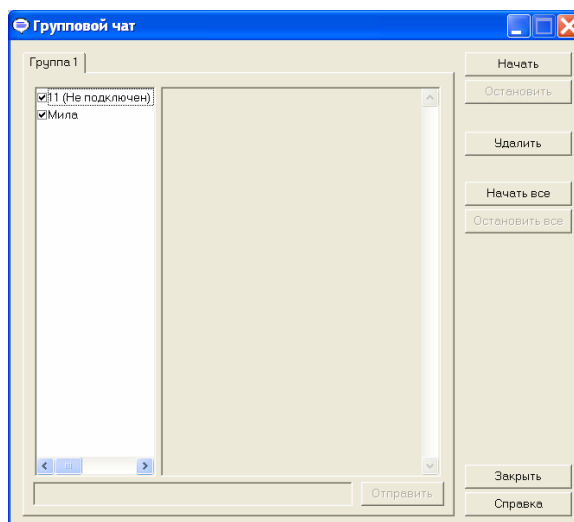 Групповой чат
Группа 1
11 (Не подключен)
Мила
Начать
Остановить
Удалить
Начать все
Остановить все
Отправить
Закрыть
Справка